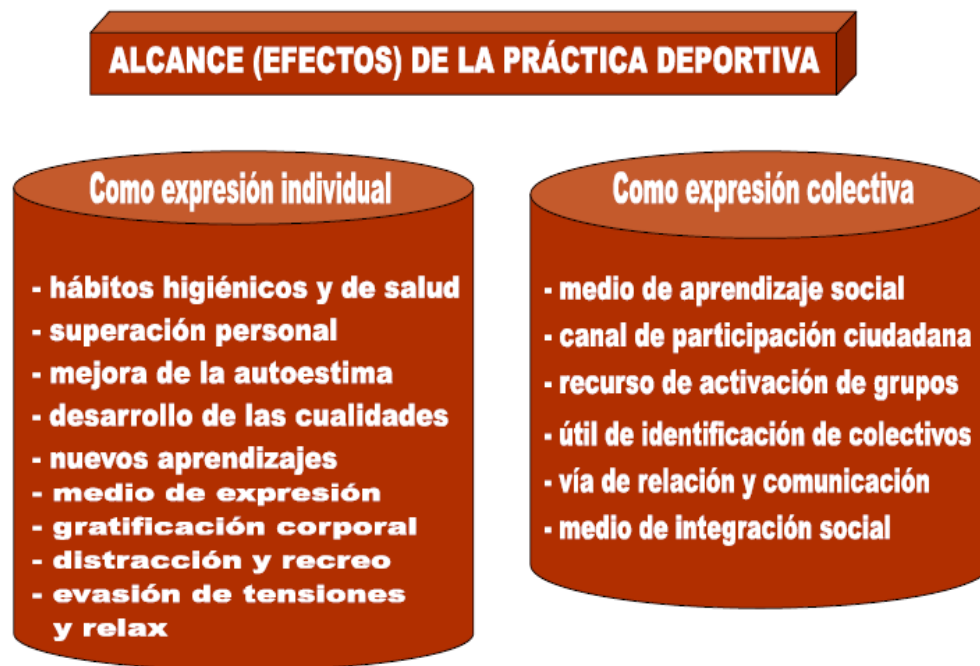 ALCANCE (EFECTOS) DE LA PRÁCTICA DEPORTIVA
Como expresión individual
- hábitos higiénicos y de salud
- superación personal
- mejora de la autoestima
- desarrollo de las cualidades
- nuevos aprendizajes
- medio de expresión
- gratificación corporal
- distracción y recreo
- evasión de tensiones
y relax
Como expresión colectiva
- medio de aprendizaje social
- canal de participación ciudadana
- recurso de activación de grupos
- útil de identificación de colectivos
- vía de relación y comunicación
- medio de integración social